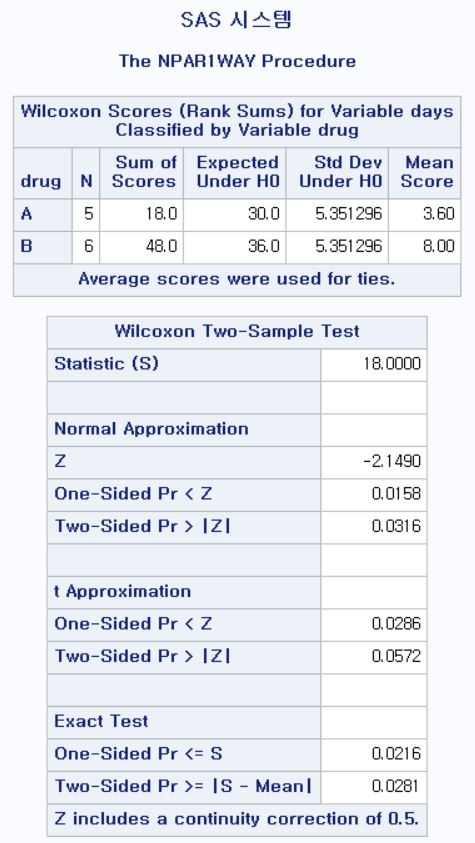 SAS 시스템
The NPAR1WAY Procedure
Wilcoxon Scores (Rank Sums) for Variable days
Classified by Variable drug
drug N Sum of Scores Expected Under H0 Std Dev Under H0 Mean Score
A 5 18.0 30.0 5.351296 3.60
B 6 48.0 36.0 5.351296 8.00
Average scores were used for ties.
Wilcoxon Two-Sample Test
Statistic (S) 18.0000
Normal Approximation
Z -2.1490
One-Sided Pr < Z 0.0158
Two-Sided Pr > |Z| 0.0316
t Approximation
One-Sided Pr < Z 0.0286
Two-Sided Pr > |Z| 0.0572
Exact Test
One-Sided Pr <= S 0.0216
Two-Sided Pr >= |S - Mean| 0.0281
Z includes a continuity correction of 0.5.